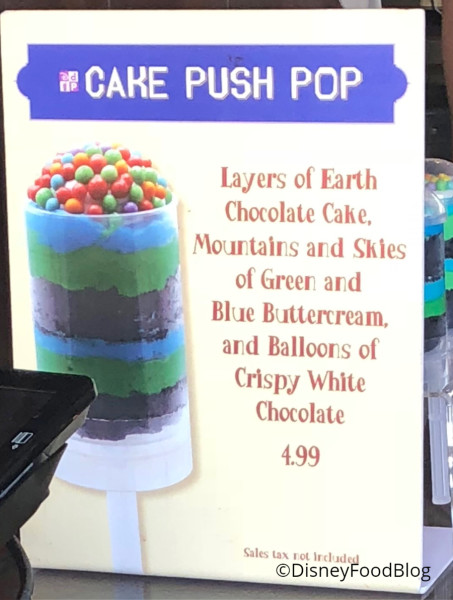 CAKE PUSH POP
Layers of Earth
Chocolate Cake,
Mountains and Skies
of Green and
Blue Buttercream,
and Balloons of
Crispy White
Chocolate
4.99
Sales tax not included
©DisneyFoodBlog